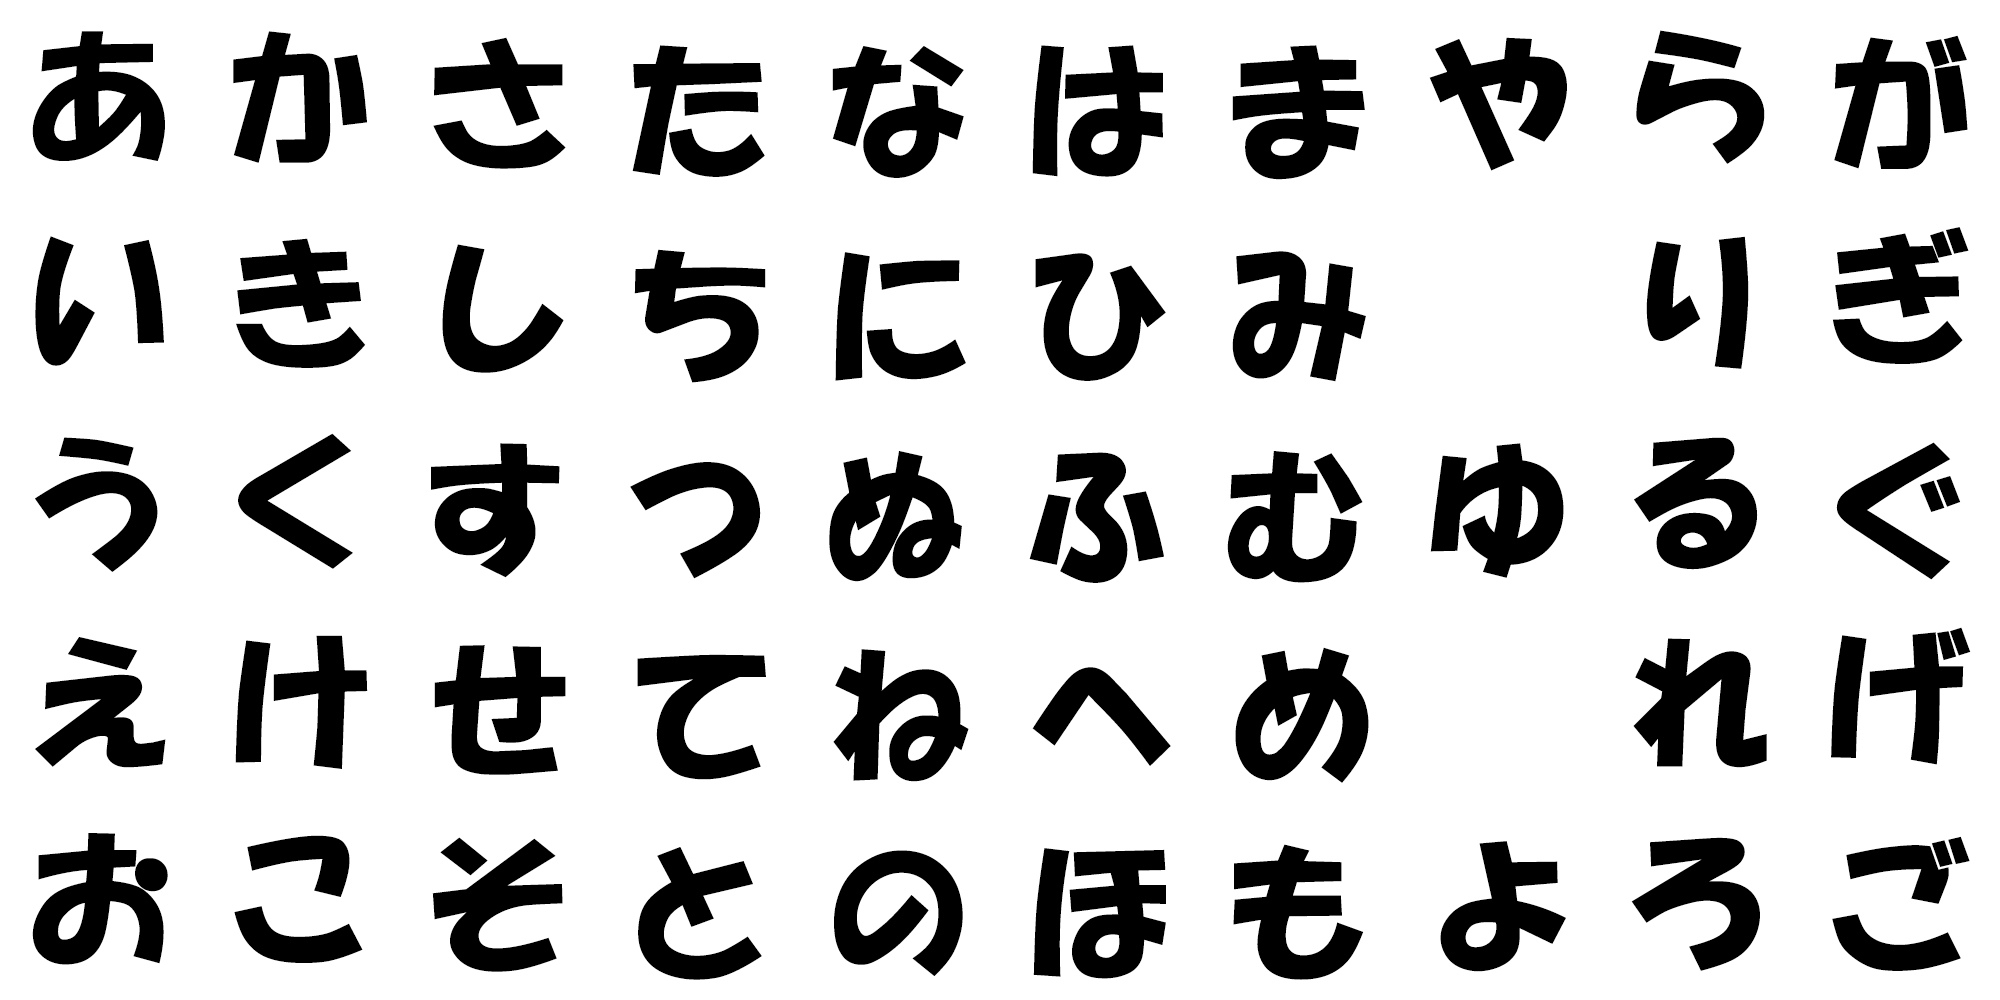 あかさたなはまやらが
いきしちにひみりぎ
うくすつぬふむゆるぐ
えけせてねへめれげ
おこそとのほもよろご